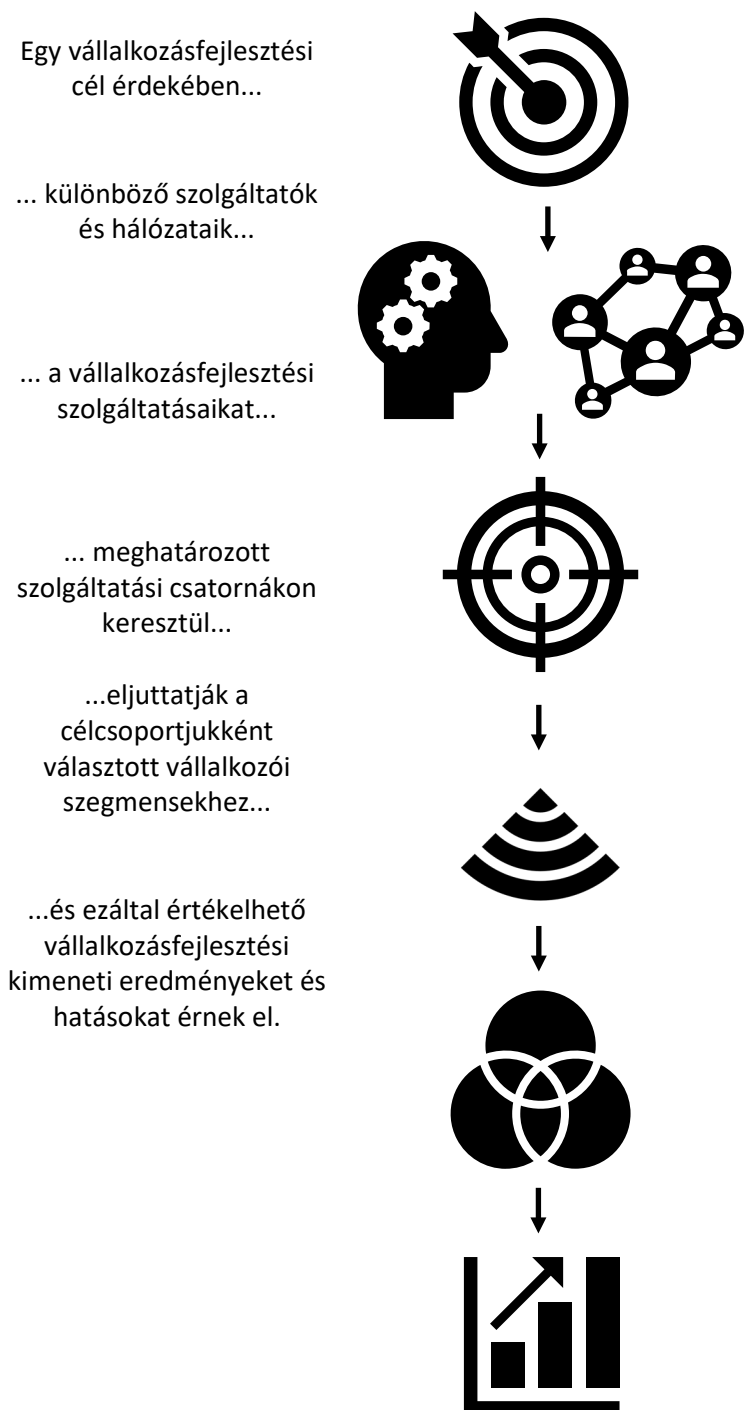 Egy vállalkozásfejlesztési
cél érdekében...
... különböző szolgáltatók
és hálózataik...
... a vállalkozásfejlesztési
szolgáltatásaikat...
... meghatározott
szolgáltatási csatornákon
keresztül...
...eljuttatják a
célcsoportjukként
választott vállalkozói
szegmensekhez...
...és ezáltal értékelhető
vállalkozásfejlesztési
kimeneti eredményeket és
hatásokat érnek el.